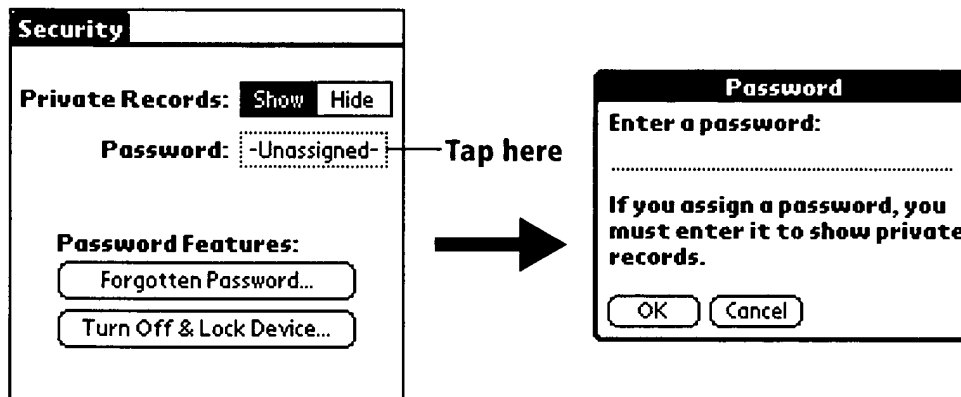 Security
Private Records: Show Hide
Password: -Unassigned-
Tap here
Password Features:
Forgotten Password...
Turn Off & Lock Device...
Password
Enter a password:
If you assign a password, you
must enter it to show private
records.
OK Cancel